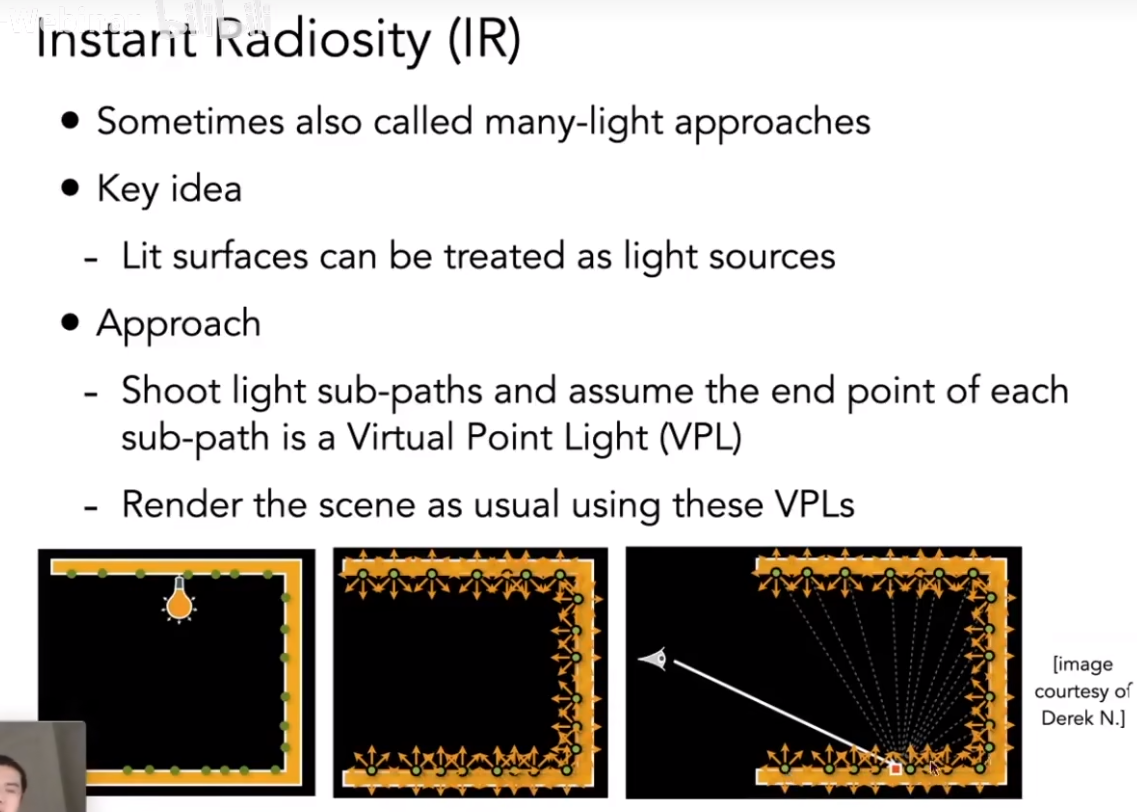 -Webinar bilibili
Instant Radiosity (IR)
● Sometimes also called many-light approaches
● Key idea
- Lit surfaces can be treated as light sources
● Approach
- Shoot light sub-paths and assume the end point of each
sub-path is a Virtual Point Light (VPL)
- Render the scene as usual using these VPLs
[image
courtesy of
Derek N.]